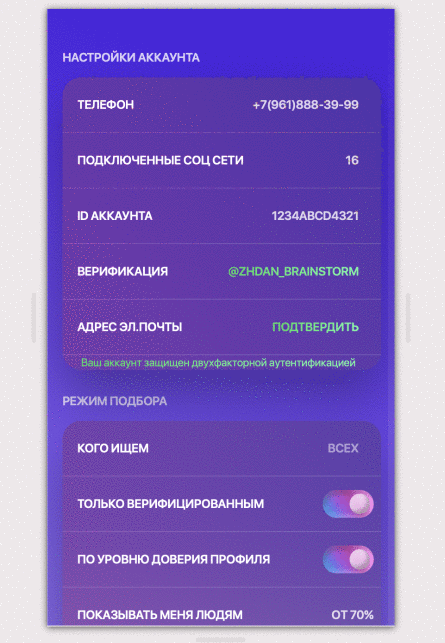 НАСТРОЙКИ АККАУНТА
ТЕЛЕФОН +7(961)888-39-99
ПОДКЛЮЧЕННЫЕ СОЦ СЕТИ 16
ID АККАУНТА 1234ABCD4321
ВЕРИФИКАЦИЯ @ZHDAN_BRAINSTORM
АДРЕС ЭЛ.ПОЧТЫ ПОДТВЕРДИТЬ
Ваш аккаунт защищен двухфакторной аутентификацией
РЕЖИМ ПОДБОРА
КОГО ИЩЕМ ВСЕХ
ТОЛЬКО ВЕРИФИЦИРОВАННЫМ
ПО УРОВНЮ ДОВЕРИЯ ПРОФИЛЯ
ПОКАЗЫВАТЬ МЕНЯ ЛЮДЯМ ОТ 70%